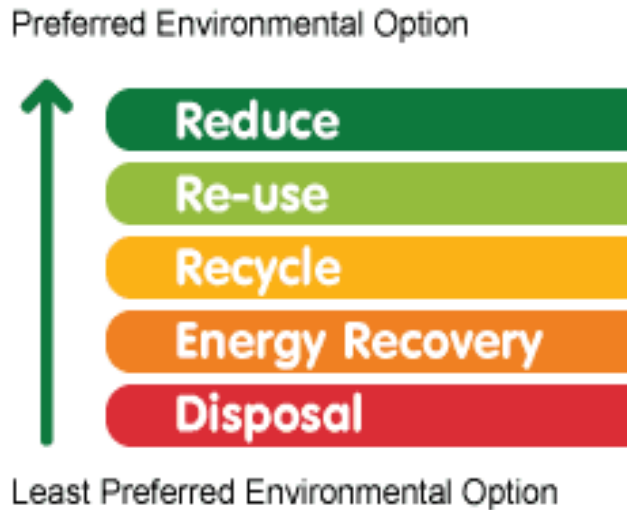 Preferred Environmental Option
Reduce
Re-use
Recycle
Energy Recovery
Disposal
Least Preferred Environmental Option